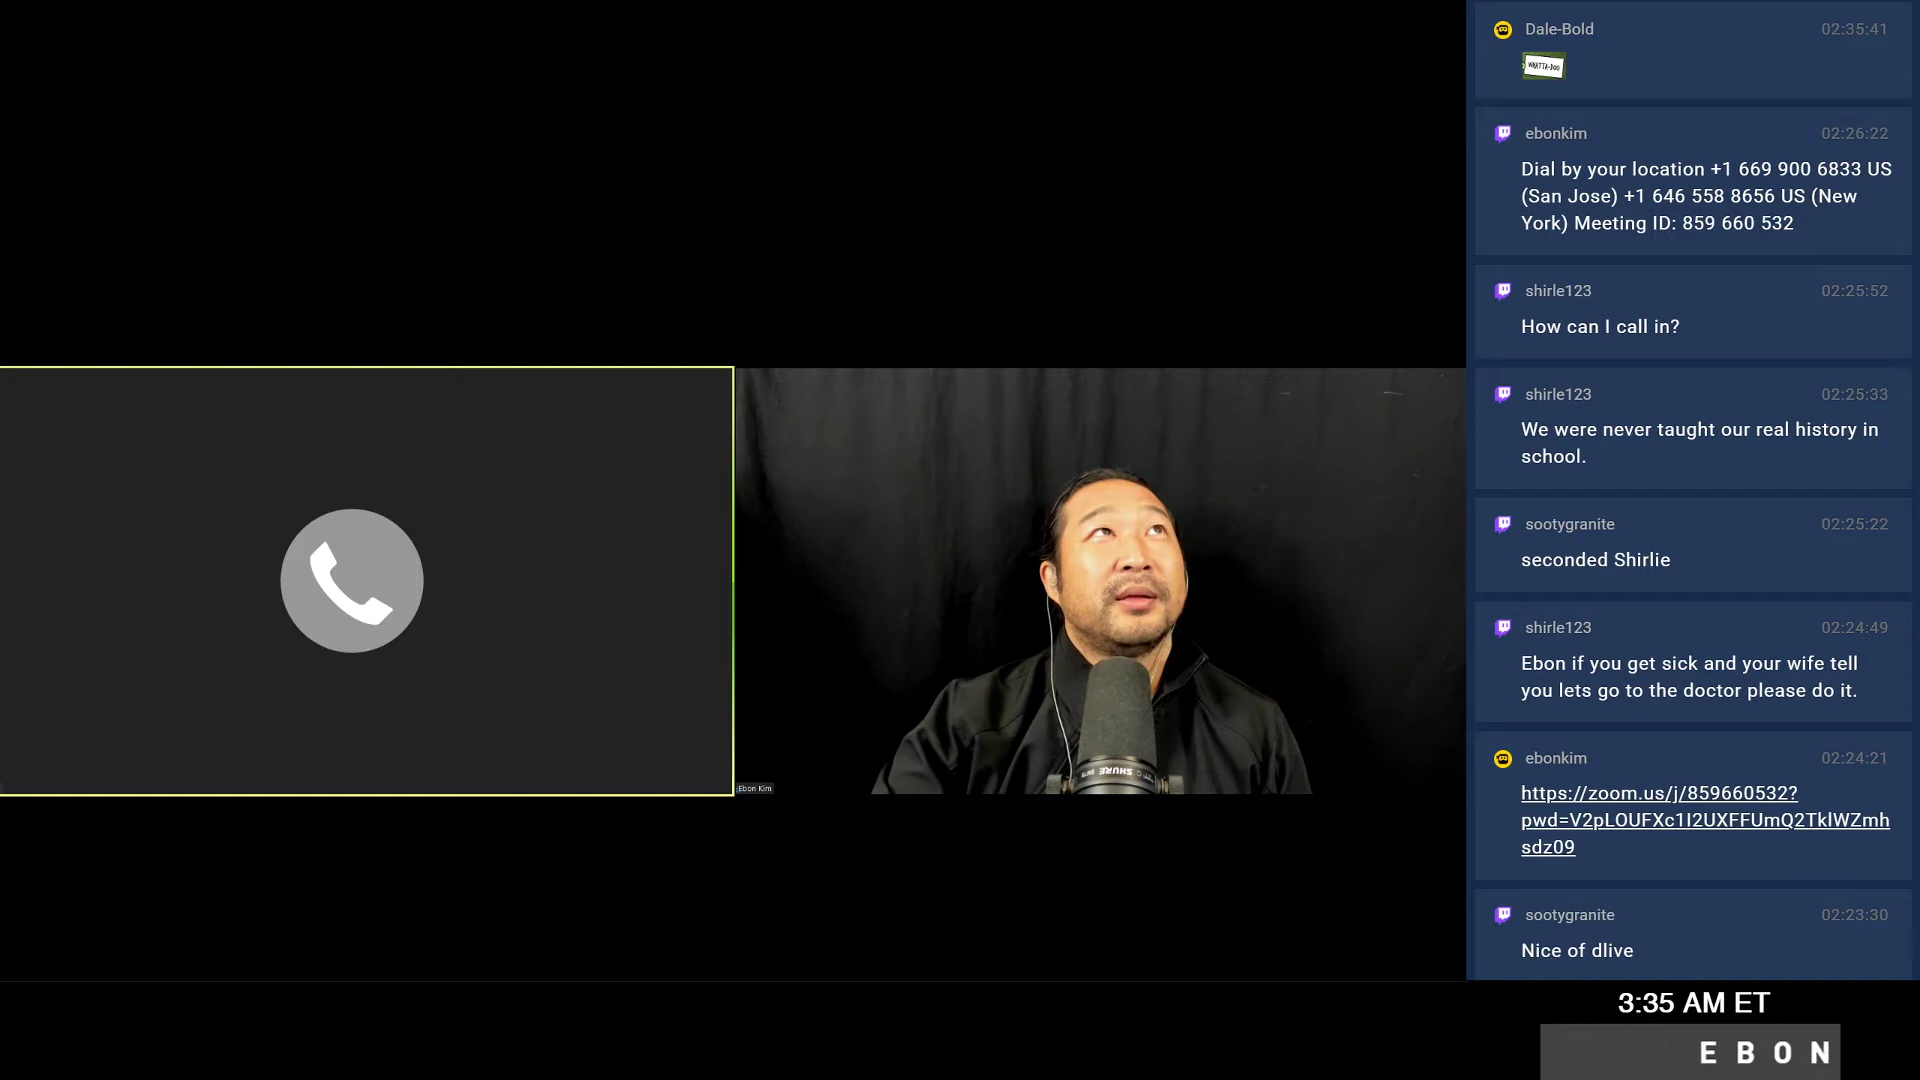 Dale-Bold 02:35:41
WHATTA-DOO
ebonkim 02:26:22
Dial by your location +1 669 900 6833 US
(San Jose) +1 646 558 8656 US (New
York) Meeting ID: 859 660 532
shirle123 02:25:52
How can I call in?
shirle123 02:25:33
We were never taught our real history in
school.
sootygranite 02:25:22
seconded Shirlie
shirle123 02:24:49
Ebon if you get sick and your wife tell
you lets go to the doctor please do it.
ebonkim 02:24:21
https://zoom.us/j/859660532?
pwd=V2pLOUFXc1I2UXFFUmQ2TklWZmh
sdz09
sootygranite 02:23:30
Nice of dlive
Ebon Kim
SHURE
3:35 AM ET
EBON